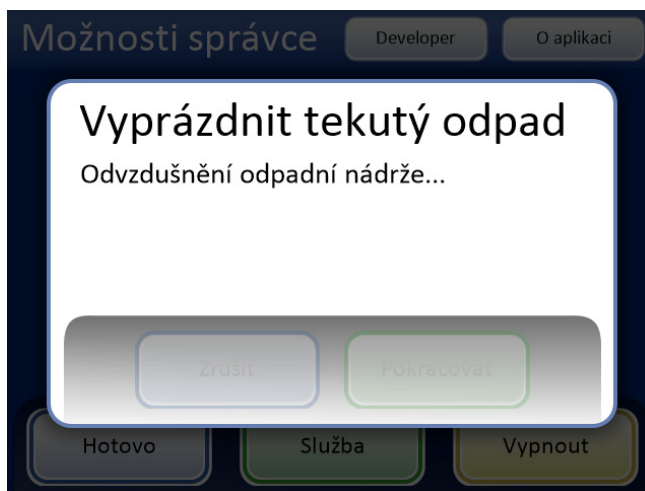 Možnosti správce
Developer
O aplikaci
Vyprázdnit tekutý odpad
Odvzdušnění odpadní nádrže...
Zrušit
Pokračovat
Hotovo
Služba
Vypnout